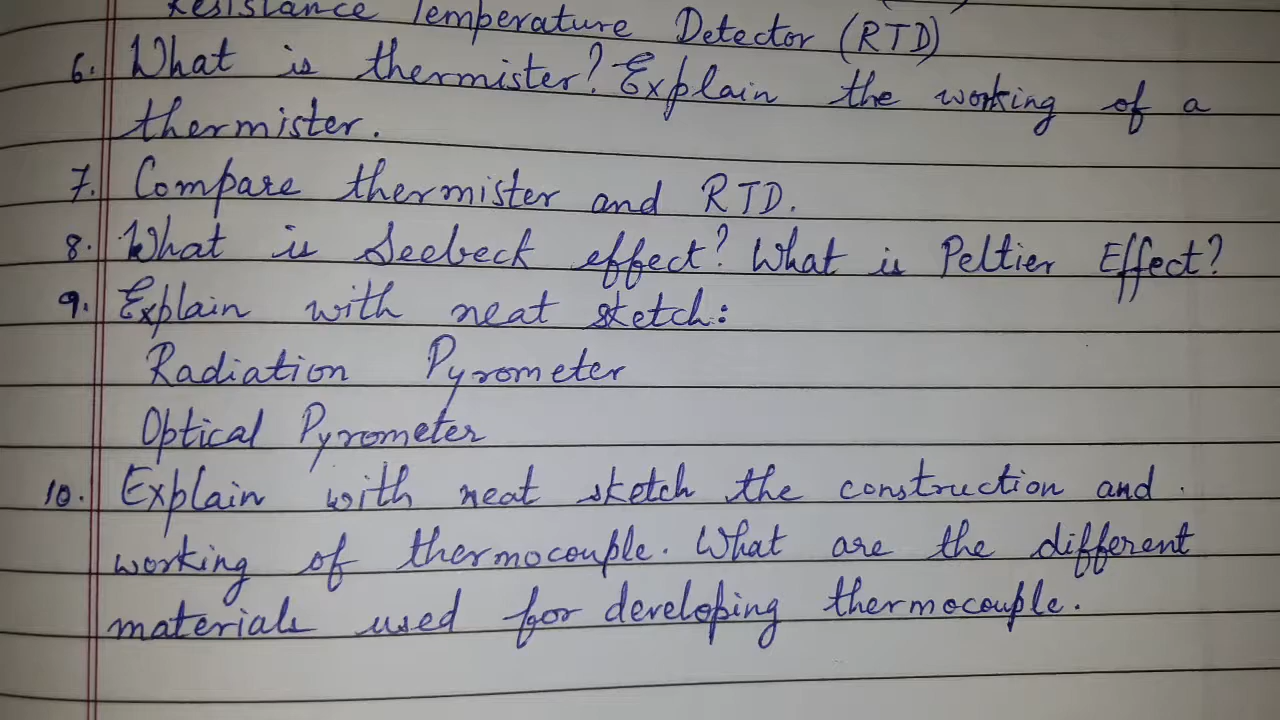 Resistance Temperature Detector (RTD)
6. What is thermister? Explain the working of a
thermister.
7. Compare thermister and RTD.
8. What is Seebeck effect? What is Peltier Effect?
9. Explain with neat sketch:
Radiation Pyrometer
Optical Pyrometer
10. Explain with neat sketch the construction and
working of thermocouple. What are the different
materials used for developing thermocouple.